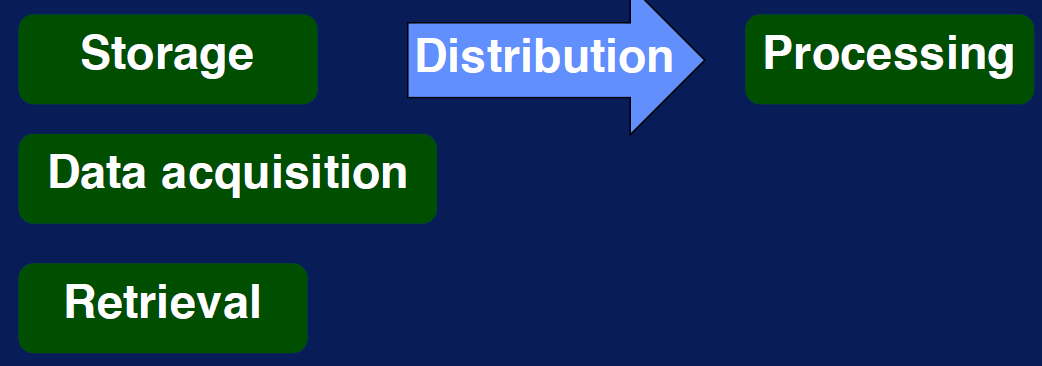 Storage
Distribution
Processing
Data acquisition
Retrieval